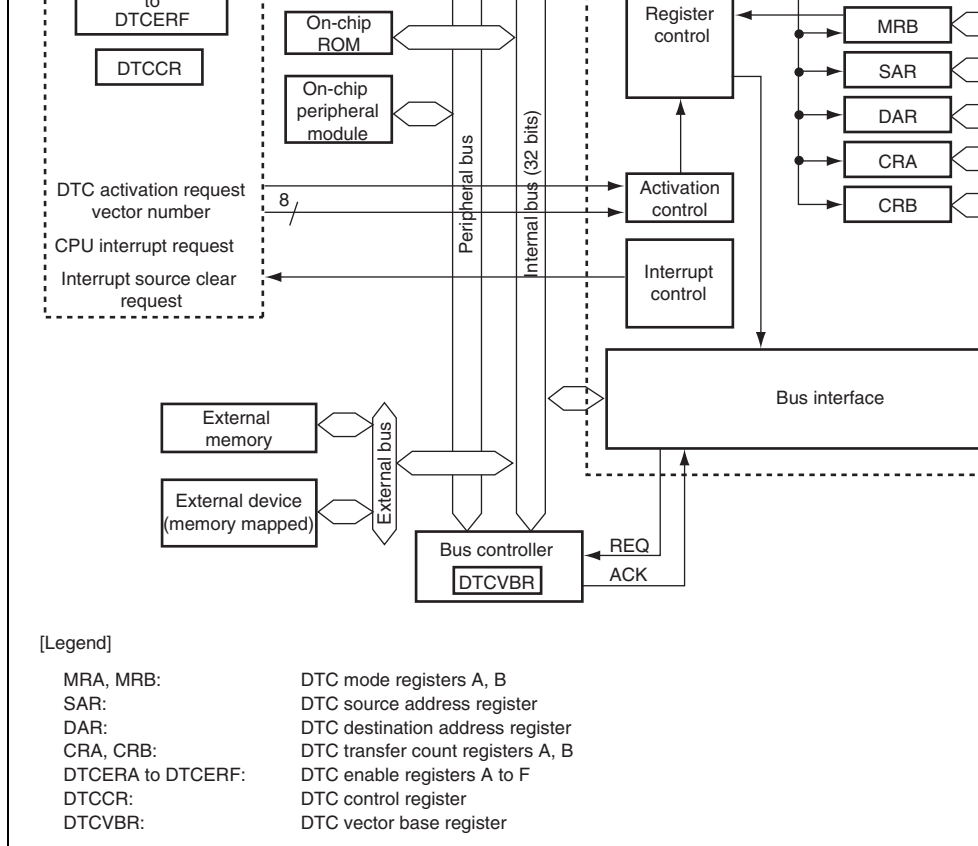 to
DTCERF
DTCCR
On-chip
ROM
On-chip
peripheral
module
Register
control
MRB
SAR
DAR
CRA
CRB
Peripheral bus
Internal bus (32 bits)
DTC activation request
vector number
8
Activation
control
CPU interrupt request
Interrupt source clear
request
Interrupt
control
Bus interface
External
memory
External bus
External device
(memory mapped)
Bus controller
DTCVBR
REQ
ACK
[Legend]
MRA, MRB: DTC mode registers A, B
SAR: DTC source address register
DAR: DTC destination address register
CRA, CRB: DTC transfer count registers A, B
DTCERA to DTCERF: DTC enable registers A to F
DTCCR: DTC control register
DTCVBR: DTC vector base register